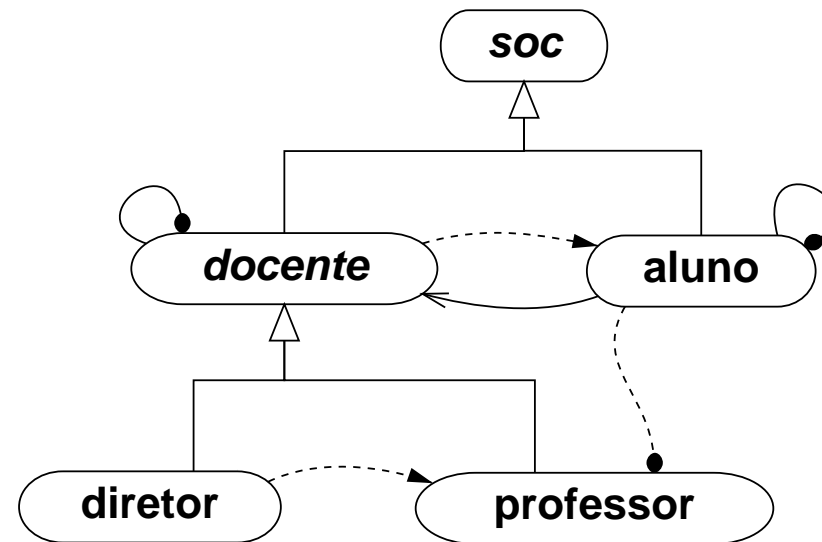 soc
docente
aluno
diretor
professor